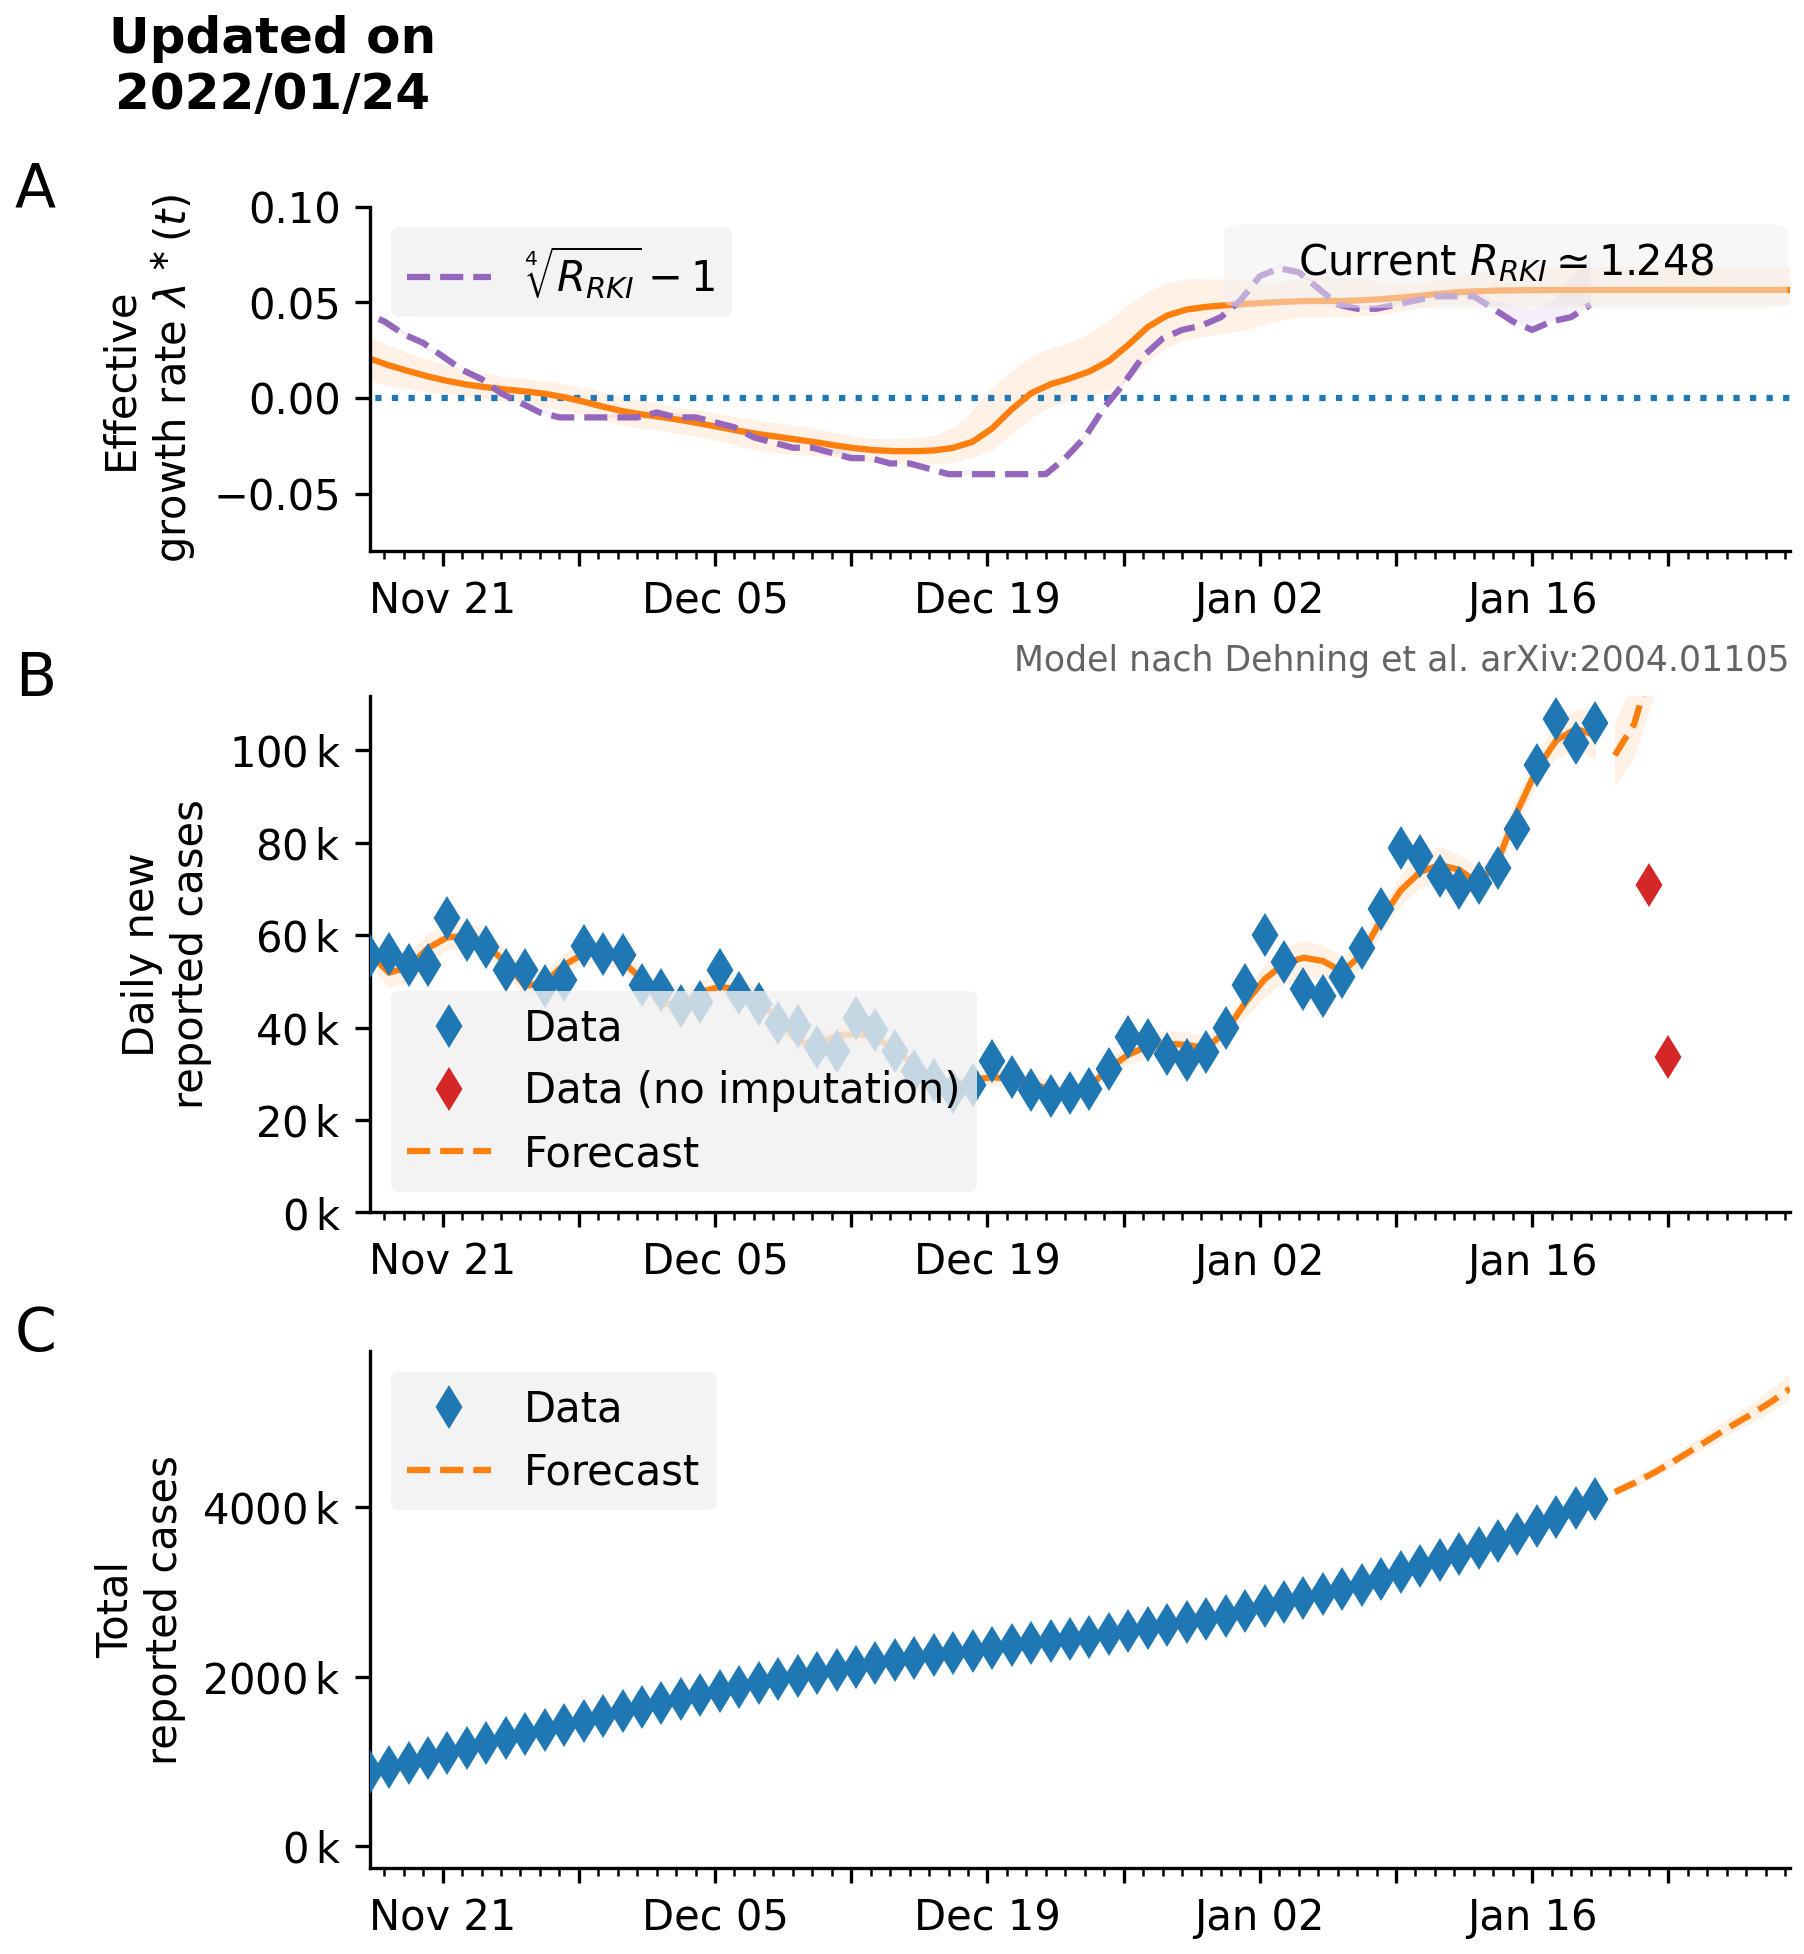 Updated on
2022/01/24
A
Effective
growth rate λ * (t)
0.10
0.05
0.00
−0.05
∜R_RKI − 1
Current R_RKI ≃ 1.248
Nov 21 Dec 05 Dec 19 Jan 02 Jan 16
Model nach Dehning et al. arXiv:2004.01105
B
Daily new
reported cases
100 k
80 k
60 k
40 k
20 k
0 k
Data
Data (no imputation)
Forecast
Nov 21 Dec 05 Dec 19 Jan 02 Jan 16
C
Total
reported cases
4000 k
2000 k
0 k
Data
Forecast
Nov 21 Dec 05 Dec 19 Jan 02 Jan 16